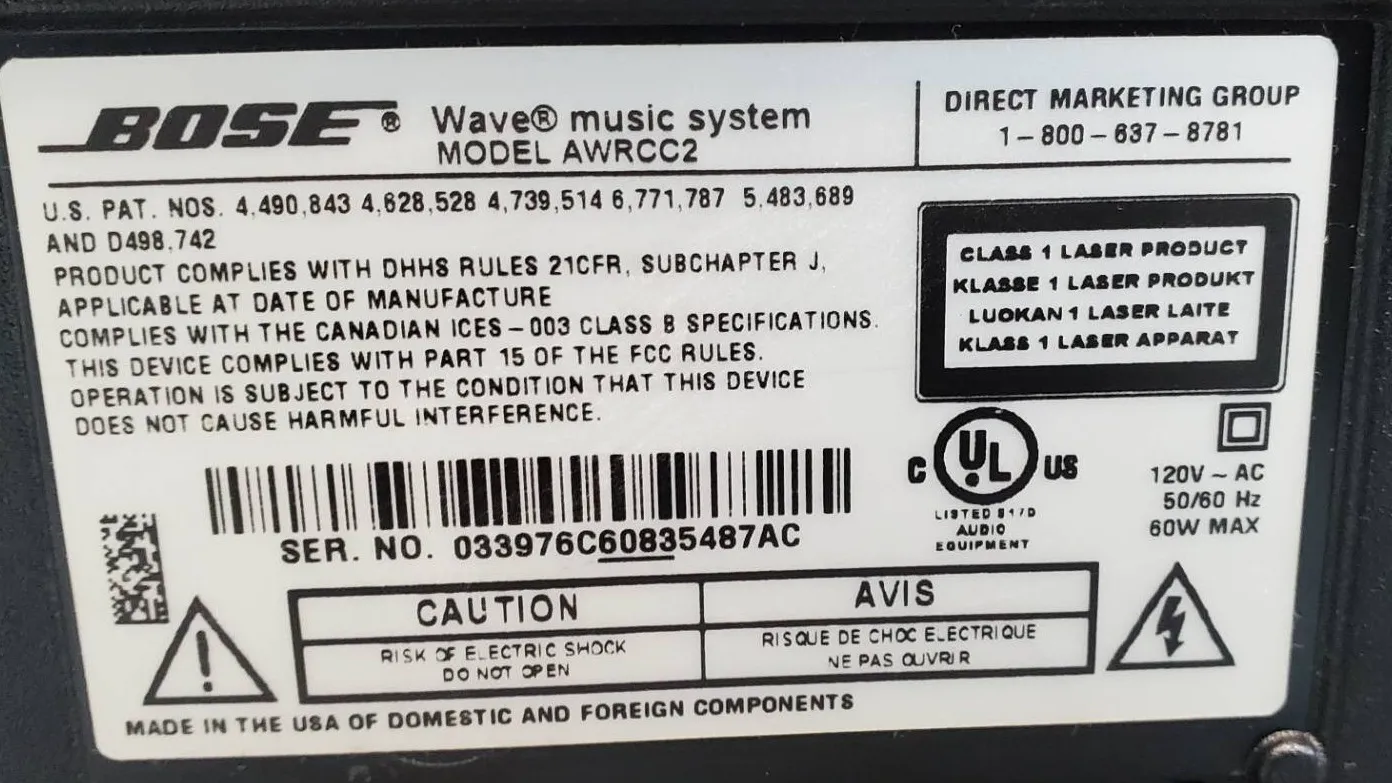 BOSE® Wave® music system
MODEL AWRCC2
DIRECT MARKETING GROUP
1-800-637-8781
U.S. PAT. NOS. 4,490,843 4,628,528 4,739,514 6,771,787 5,483,689
AND D498,742
PRODUCT COMPLIES WITH DHHS RULES 21CFR, SUBCHAPTER J,
APPLICABLE AT DATE OF MANUFACTURE
COMPLIES WITH THE CANADIAN ICES-003 CLASS B SPECIFICATIONS.
THIS DEVICE COMPLIES WITH PART 15 OF THE FCC RULES.
OPERATION IS SUBJECT TO THE CONDITION THAT THIS DEVICE
DOES NOT CAUSE HARMFUL INTERFERENCE.
CLASS 1 LASER PRODUCT
KLASSE 1 LASER PRODUKT
LUOKAN 1 LASER LAITE
KLASS 1 LASER APPARAT
C UL US
LISTED 817D
AUDIO
EQUIPMENT
120V ~ AC
50/60 Hz
60W MAX
SER. NO. 033976C60835487AC
CAUTION
RISK OF ELECTRIC SHOCK
DO NOT OPEN
AVIS
RISQUE DE CHOC ELECTRIQUE
NE PAS OUVRIR
MADE IN THE USA OF DOMESTIC AND FOREIGN COMPONENTS